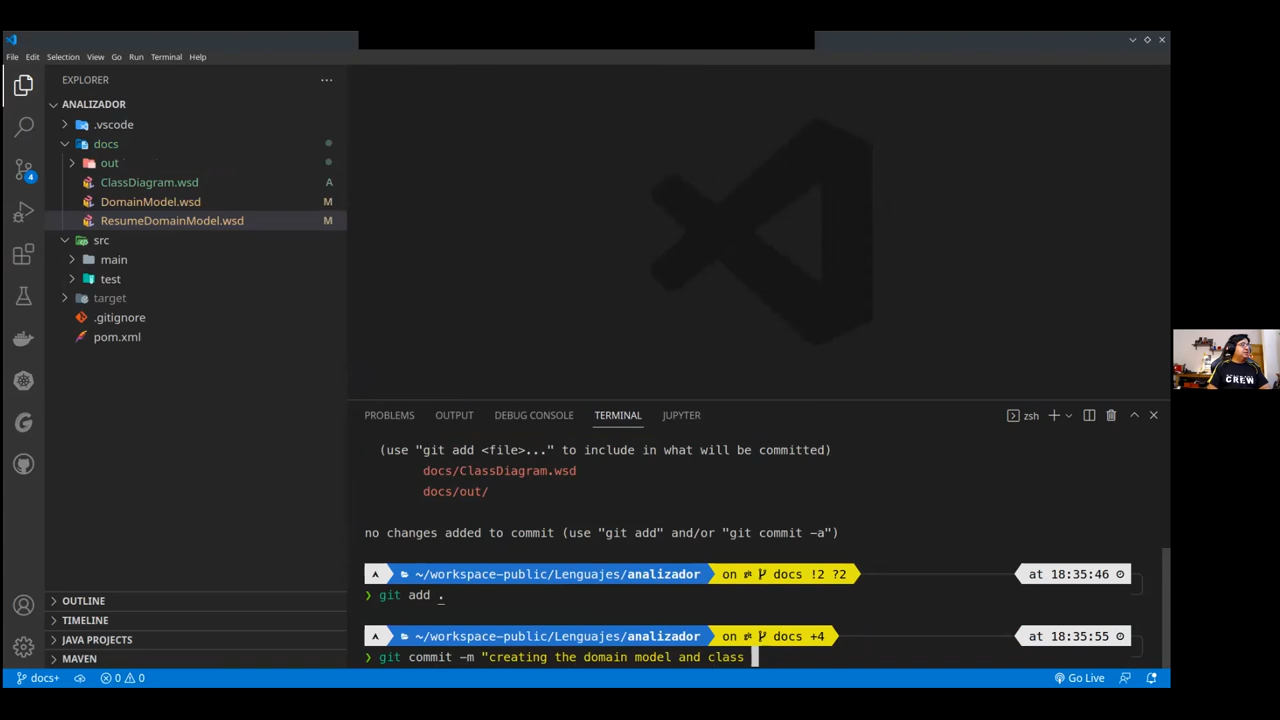 File Edit Selection View Go Run Terminal Help
EXPLORER
ANALIZADOR
.vscode
docs
out
ClassDiagram.wsd A
DomainModel.wsd M
ResumeDomainModel.wsd M
src
main
test
target
.gitignore
pom.xml
4
OUTLINE
TIMELINE
JAVA PROJECTS
MAVEN
PROBLEMS OUTPUT DEBUG CONSOLE TERMINAL JUPYTER
zsh
(use "git add <file>..." to include in what will be committed)
docs/ClassDiagram.wsd
docs/out/
no changes added to commit (use "git add" and/or "git commit -a")
~/workspace-public/Lenguajes/analizador on docs !2 ?2 at 18:35:46
❯ git add .
~/workspace-public/Lenguajes/analizador on docs +4 at 18:35:55
❯ git commit -m "creating the domain model and class
docs+ 0 0 Go Live
CREW